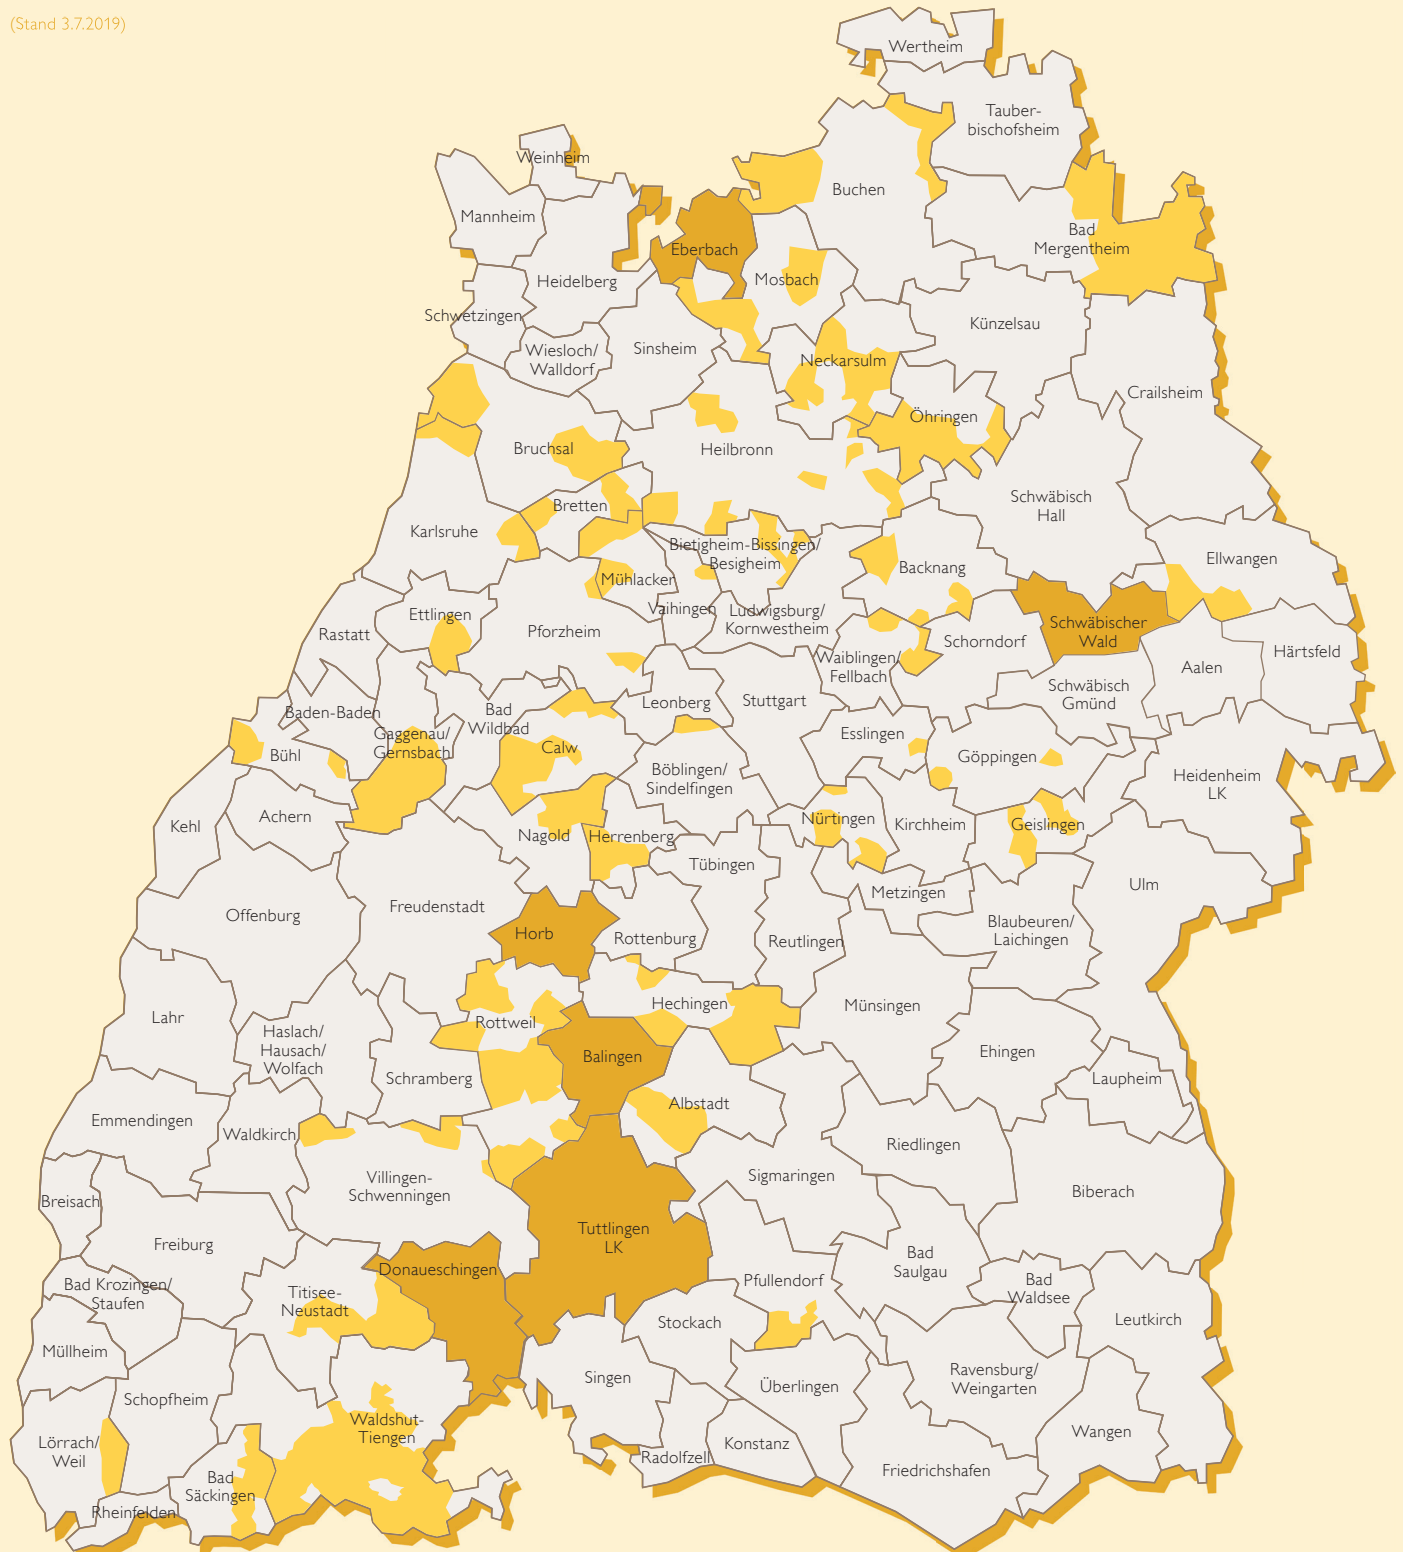 (Stand 3.7.2019)
Wertheim
Tauber-
bischofsheim
Weinheim
Buchen
Mannheim
Bad
Mergentheim
Eberbach
Mosbach
Heidelberg
Schwetzingen
Künzelsau
Wiesloch/
Walldorf
Sinsheim
Neckarsulm
Crailsheim
Öhringen
Bruchsal
Heilbronn
Schwäbisch
Hall
Bretten
Karlsruhe
Bietigheim-Bissingen/
Besigheim
Backnang
Ellwangen
Mühlacker
Vaihingen
Ludwigsburg/
Kornwestheim
Ettlingen
Pforzheim
Rastatt
Schorndorf
Schwäbischer
Wald
Härtsfeld
Aalen
Waiblingen/
Fellbach
Schwäbisch
Gmünd
Leonberg
Stuttgart
Baden-Baden
Bad
Wildbad
Gaggenau/
Gernsbach
Esslingen
Bühl
Calw
Göppingen
Böblingen/
Sindelfingen
Heidenheim
LK
Achern
Kehl
Nagold
Herrenberg
Nürtingen
Kirchheim
Geislingen
Tübingen
Metzingen
Ulm
Offenburg
Freudenstadt
Horb
Rottenburg
Reutlingen
Blaubeuren/
Laichingen
Lahr
Haslach/
Hausach/
Wolfach
Rottweil
Hechingen
Münsingen
Ehingen
Balingen
Schramberg
Laupheim
Emmendingen
Waldkirch
Albstadt
Riedlingen
Villingen-
Schwenningen
Sigmaringen
Biberach
Breisach
Freiburg
Tuttlingen
LK
Bad Krozingen/
Staufen
Titisee-
Neustadt
Donaueschingen
Pfullendorf
Bad
Saulgau
Bad
Waldsee
Stockach
Leutkirch
Müllheim
Schopfheim
Singen
Überlingen
Ravensburg/
Weingarten
Lörrach/
Weil
Waldshut-
Tiengen
Wangen
Bad
Säckingen
Radolfzell
Konstanz
Friedrichshafen
Rheinfelden